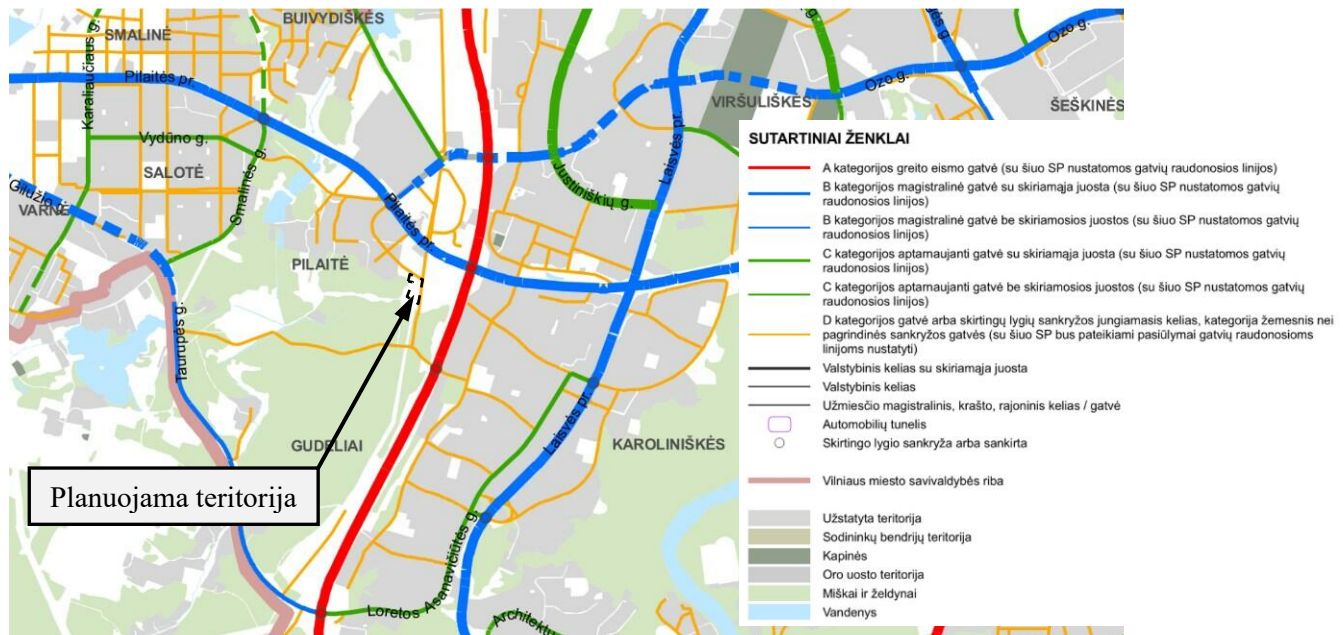 BUIVYDIŠKĖS
SMALINĖ
Ozo g.
Karaliaučiaus g.
Pilaitės pr.
Ozo g.
VIRŠULIŠKĖS
ŠEŠKINĖS
Vydūno g.
SALOTĖ
Smalinės g.
Justiniškių g.
Laisvės pr.
Gilužio g.
VARNĖ
Pilaitės pr.
PILAITĖ
Tauruрės g.
Laisvės pr.
GUDELIAI
KAROLINIŠKĖS
Planuojama teritorija
Loretos Asanavičiūtės g.
SUTARTINIAI ŽENKLAI
A kategorijos greito eismo gatvė (su šiuo SP nustatomos gatvių raudonosios linijos)
B kategorijos magistralinė gatvė su skiriamąja juosta (su šiuo SP nustatomos gatvių
raudonosios linijos)
B kategorijos magistralinė gatvė be skiriamosios juostos (su šiuo SP nustatomos gatvių
raudonosios linijos)
C kategorijos aptarnaujanti gatvė su skiriamąja juosta (su šiuo SP nustatomos gatvių
raudonosios linijos)
C kategorijos aptarnaujanti gatvė be skiriamosios juostos (su šiuo SP nustatomos gatvių
raudonosios linijos)
D kategorijos gatvė arba skirtingų lygių sankryžos jungiamasis kelias, kategorija žemesnis nei
pagrindinės sankryžos gatvės (su šiuo SP bus pateikiami pasiūlymai gatvių raudonosioms
linijoms nustatyti)
Valstybinis kelias su skiriamąja juosta
Valstybinis kelias
Užmiesčio magistralinis, krašto, rajoninis kelias / gatvė
Automobilių tunelis
Skirtingo lygio sankryža arba sankirta
Vilniaus miesto savivaldybės riba
Užstatyta teritorija
Sodininkų bendrijų teritorija
Kapinės
Oro uosto teritorija
Miškai ir želdynai
Vandenys